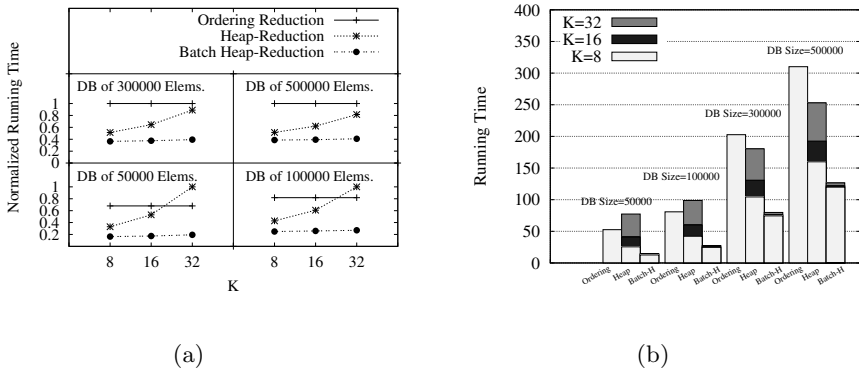 Ordering Reduction
Heap-Reduction
Batch Heap-Reduction
DB of 300000 Elems.
DB of 500000 Elems.
1
0.8
0.6
0.4
0.2
0
DB of 50000 Elems.
DB of 100000 Elems.
1
0.8
0.6
0.4
0.2
8 16 32 8 16 32
K
Normalized Running Time
(a)
400
350
300
250
200
150
100
50
0
Running Time
K=32
K=16
K=8
DB Size=500000
DB Size=300000
DB Size=100000
DB Size=50000
Ordering Heap Batch-H Ordering Heap Batch-H Ordering Heap Batch-H Ordering Heap Batch-H
(b)